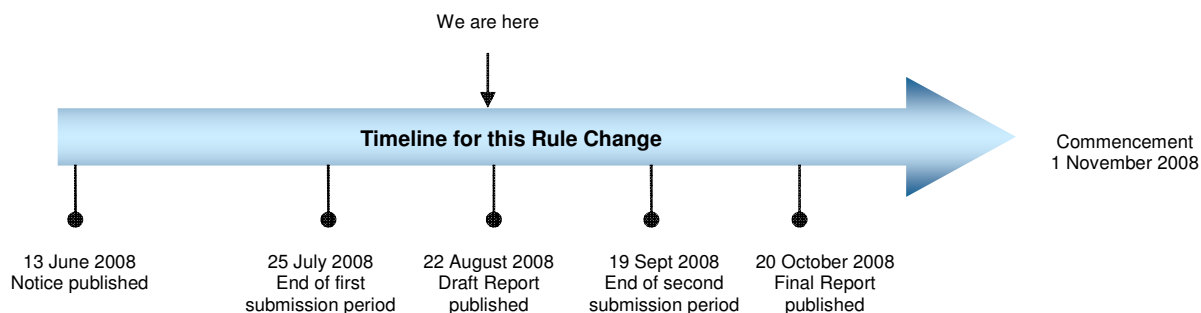 We are here
Timeline for this Rule Change
Commencement
1 November 2008
13 June 2008
Notice published
25 July 2008
End of first
submission period
22 August 2008
Draft Report
published
19 Sept 2008
End of second
submission period
20 October 2008
Final Report
published